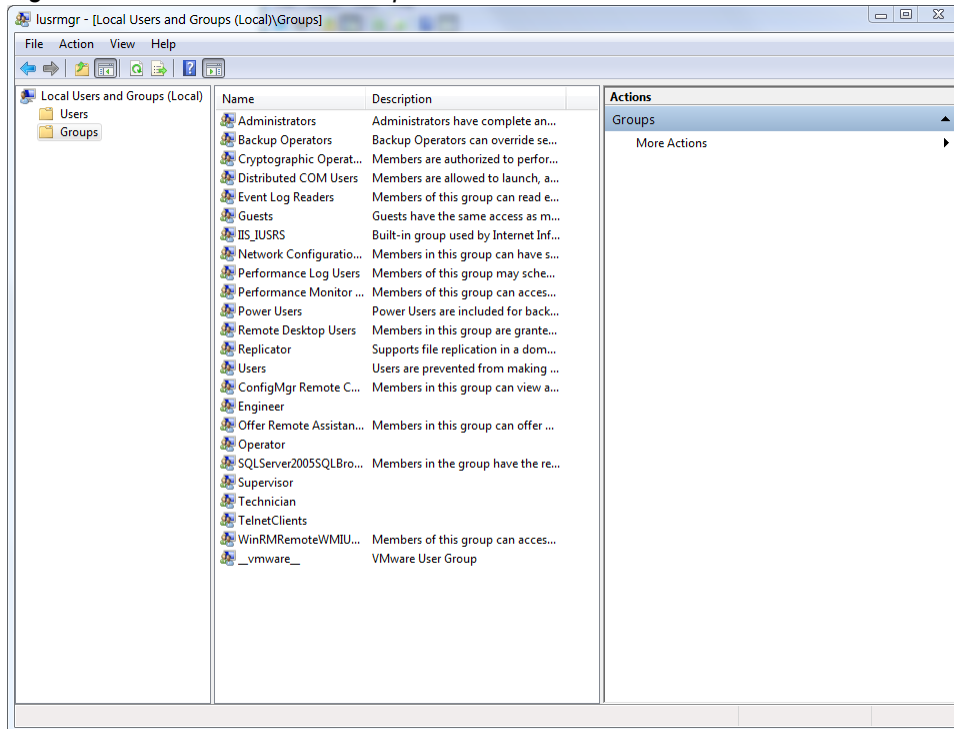 lusrmgr - [Local Users and Groups (Local)\Groups]
File Action View Help
Local Users and Groups (Local)
Users
Groups
Name Description
Administrators Administrators have complete an...
Backup Operators Backup Operators can override se...
Cryptographic Operat... Members are authorized to perfor...
Distributed COM Users Members are allowed to launch, a...
Event Log Readers Members of this group can read e...
Guests Guests have the same access as m...
IIS_IUSRS Built-in group used by Internet Inf...
Network Configuratio... Members in this group can have s...
Performance Log Users Members of this group may sche...
Performance Monitor ... Members of this group can acces...
Power Users Power Users are included for back...
Remote Desktop Users Members in this group are grante...
Replicator Supports file replication in a dom...
Users Users are prevented from making ...
ConfigMgr Remote C... Members in this group can view a...
Engineer
Offer Remote Assistan... Members in this group can offer ...
Operator
SQLServer2005SQLBro... Members in the group have the re...
Supervisor
Technician
TelnetClients
WinRMRemoteWMIU... Members of this group can acces...
__vmware__ VMware User Group
Actions
Groups
More Actions